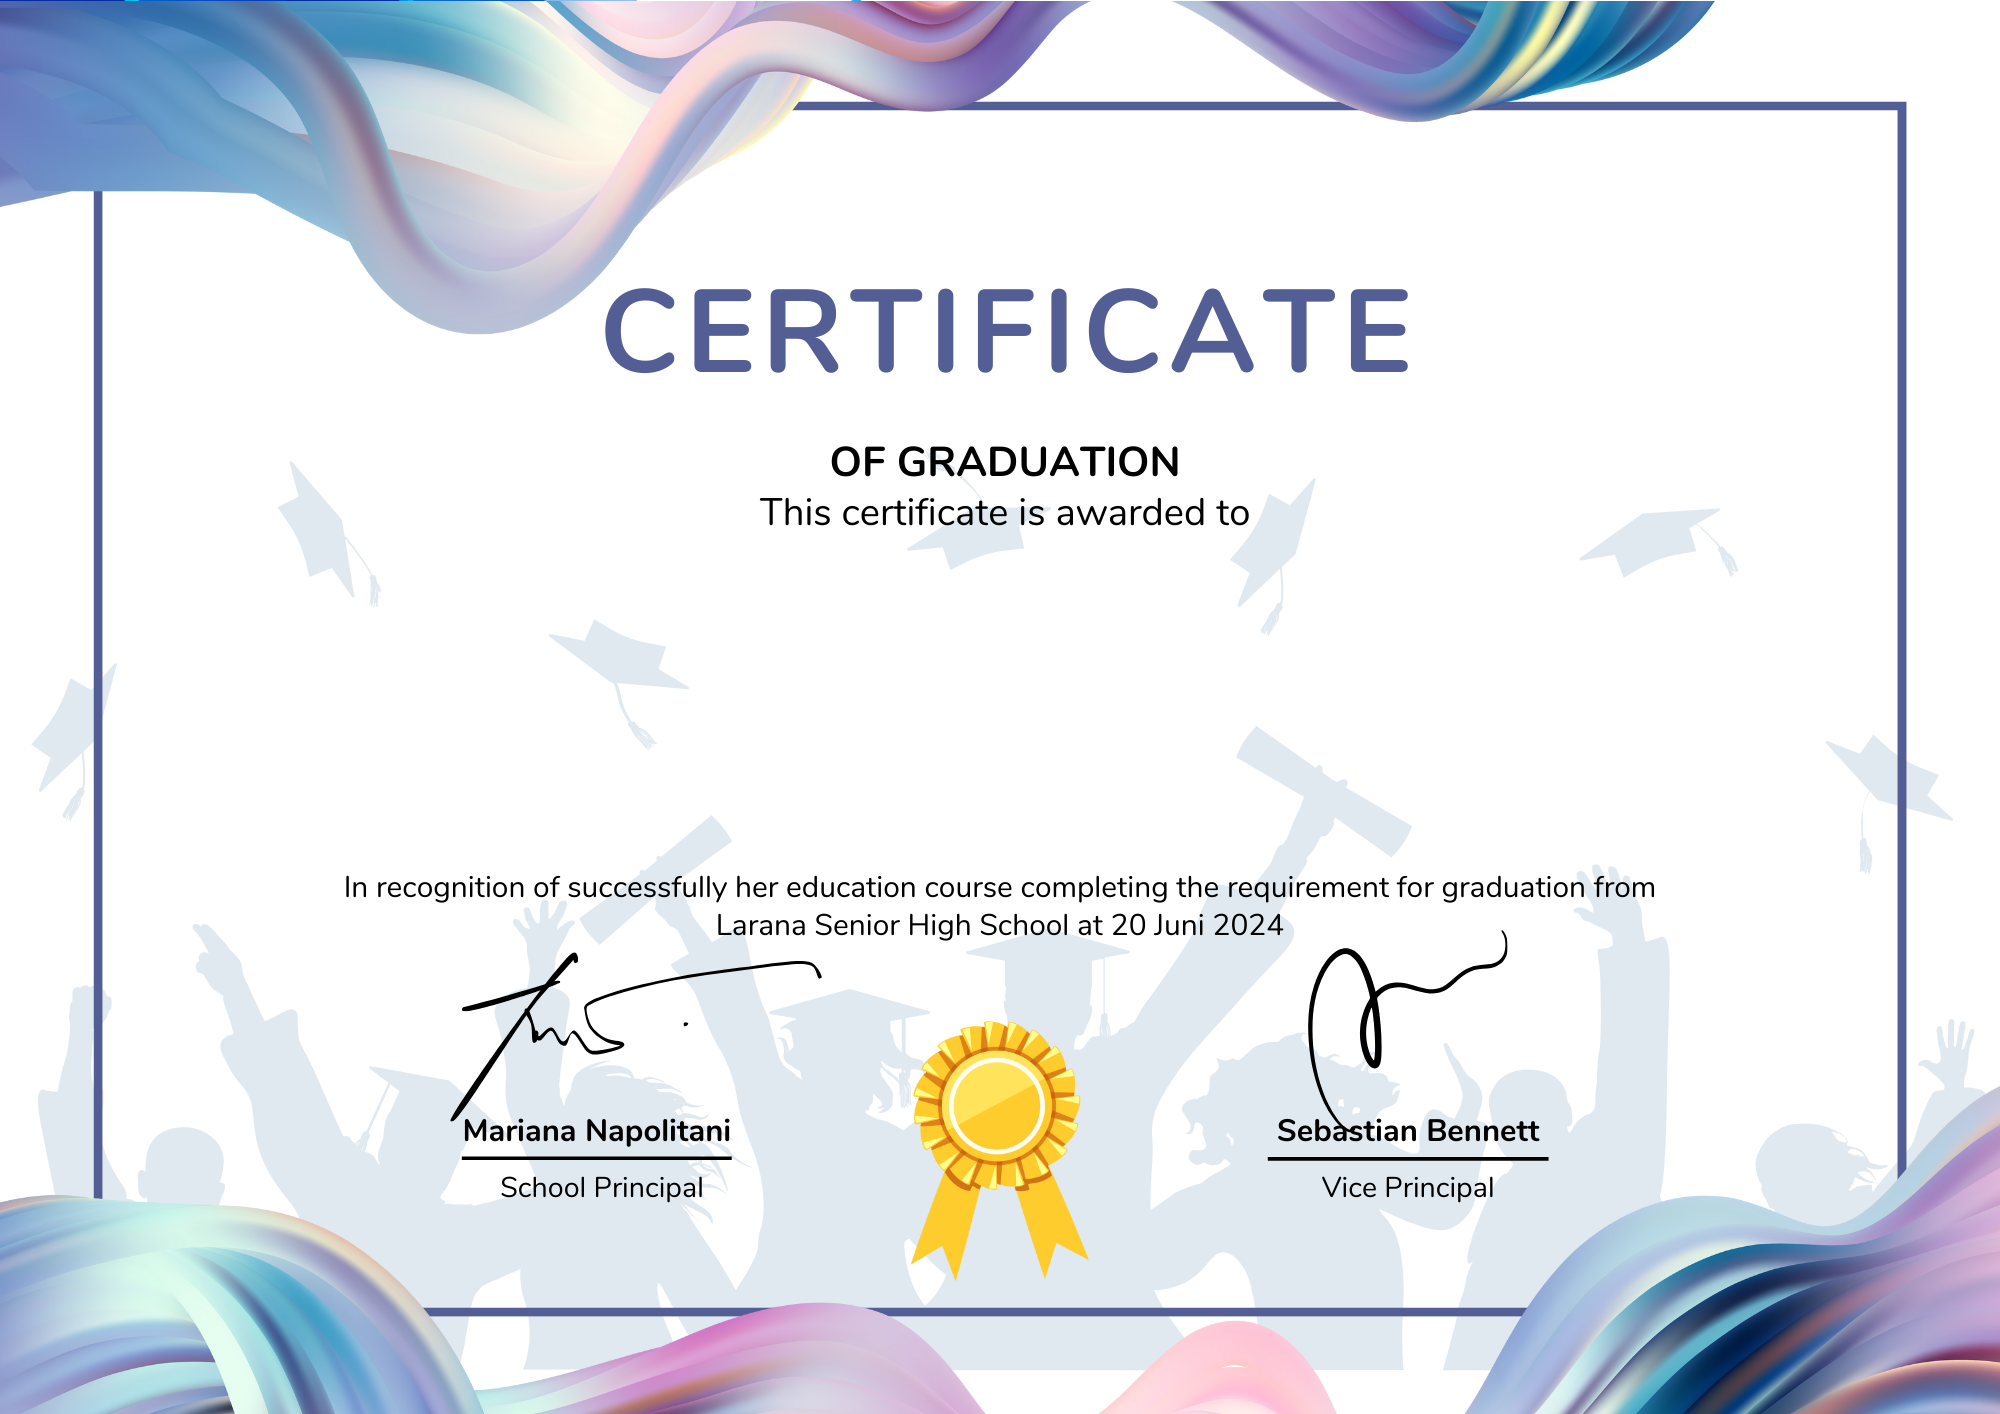 CERTIFICATE
OF GRADUATION
This certificate is awarded to
In recognition of successfully her education course completing the requirement for graduation from
Larana Senior High School at 20 Juni 2024
Mariana Napolitani
School Principal
Sebastian Bennett
Vice Principal